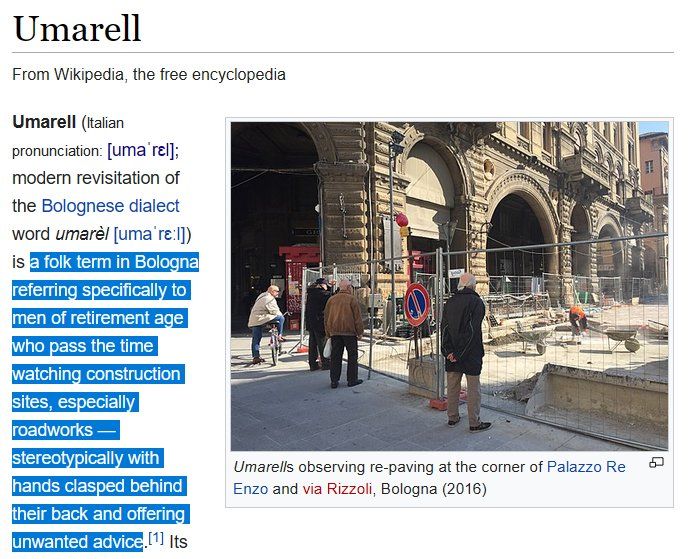 Umarell
From Wikipedia, the free encyclopedia
Umarell (Italian
pronunciation: [umaˈrɛl];
modern revisitation of
the Bolognese dialect
word umarèl [umaˈrɛːl])
is a folk term in Bologna
referring specifically to
men of retirement age
who pass the time
watching construction
sites, especially
roadworks —
stereotypically with
hands clasped behind
their back and offering
unwanted advice.[1] Its
Umarells observing re-paving at the corner of Palazzo Re
Enzo and via Rizzoli, Bologna (2016)